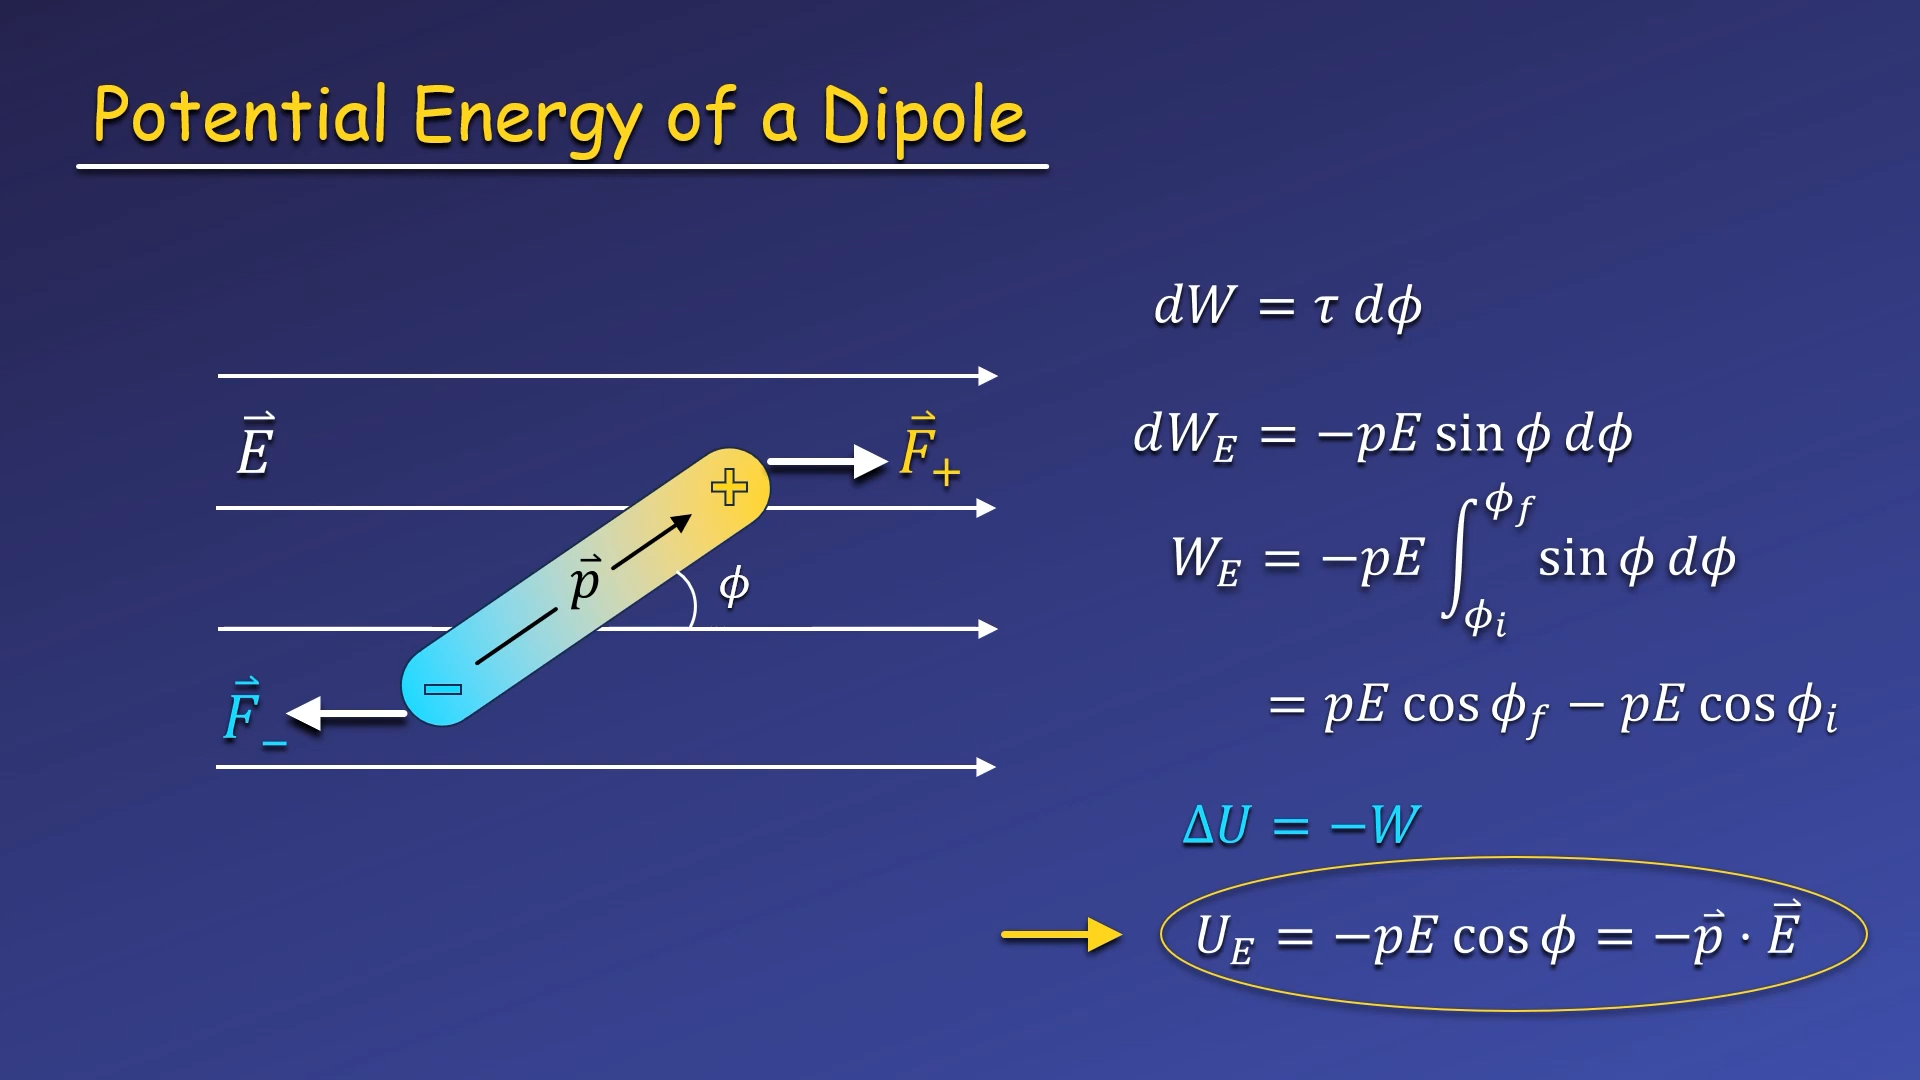 Potential Energy of a Dipole
E⃗
F⃗₊
p⃗
ϕ
F⃗₋
dW = τ dϕ
dW_E = −pE sin ϕ dϕ
W_E = −pE ∫_{ϕ_i}^{ϕ_f} sin ϕ dϕ
= pE cos ϕ_f − pE cos ϕ_i
ΔU = −W
U_E = −pE cos ϕ = −p⃗ · E⃗